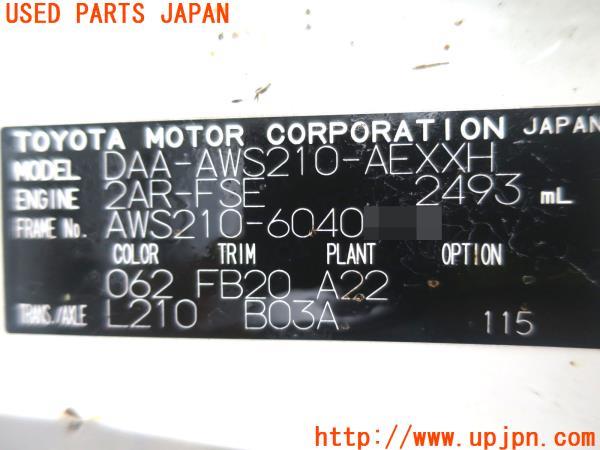 USED PARTS JAPAN
TOYOTA MOTOR CORPORATION JAPAN
MODEL DAA-AWS210-AEXXH
ENGINE 2AR-FSE 2493 mL
FRAME No. AWS210-6040
COLOR TRIM PLANT OPTION
062 FB20 A22
TRANS./AXLE L210 B03A 115
http://www.upjpn.com/